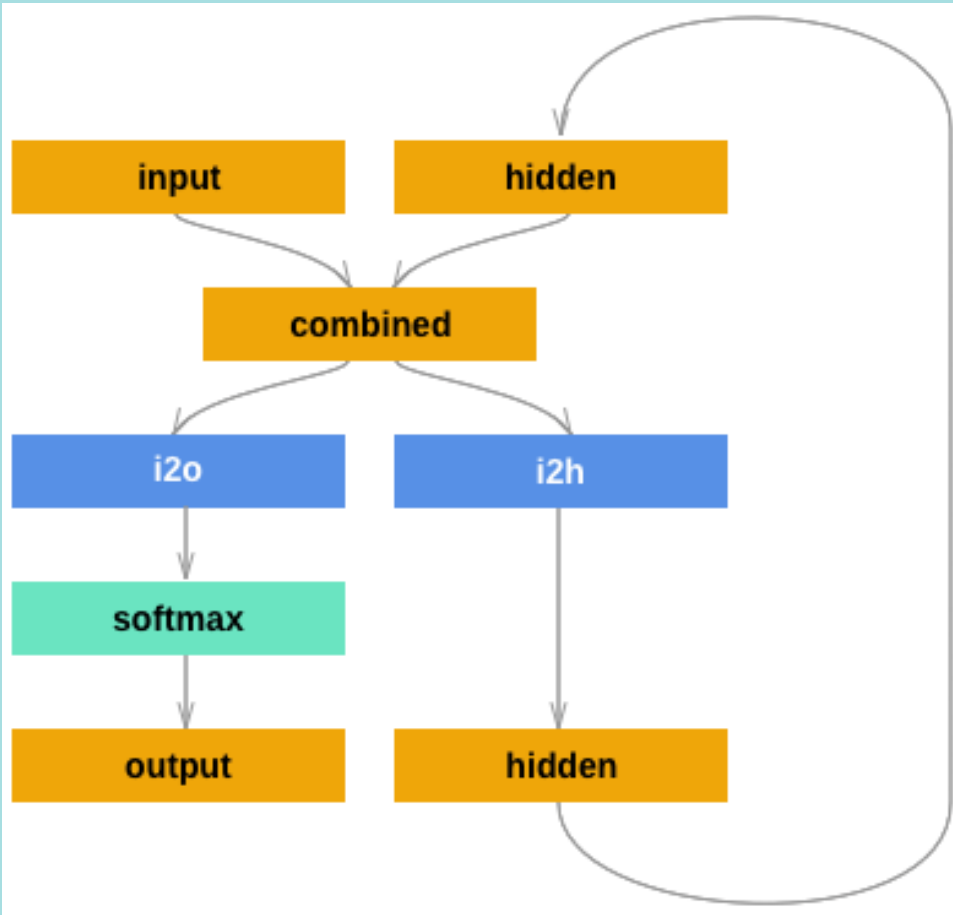 input
hidden
combined
i2o
i2h
softmax
output
hidden